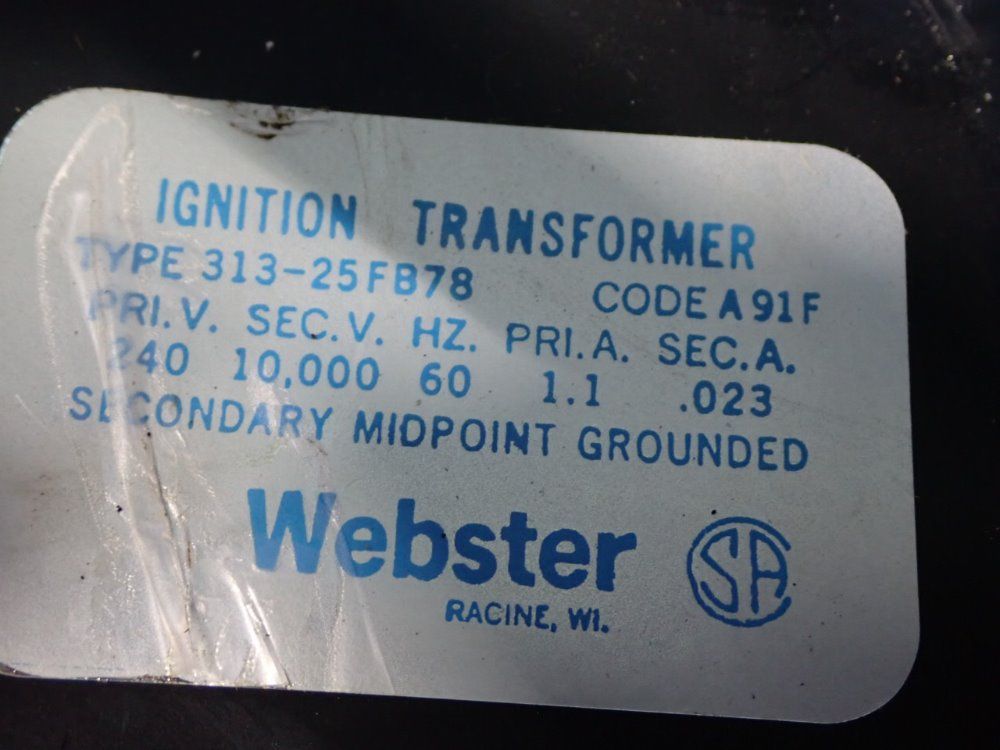 IGNITION TRANSFORMER
TYPE 313-25FB78 CODE A91F
PRI.V. SEC.V. HZ. PRI.A. SEC.A.
240 10,000 60 1.1 .023
SECONDARY MIDPOINT GROUNDED
Webster
RACINE, WI.
SA